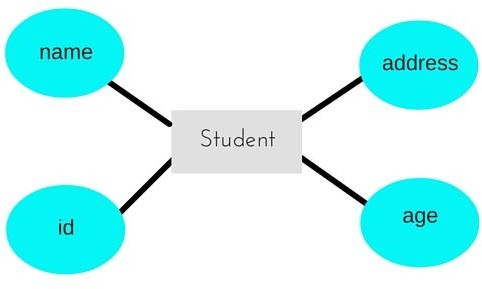 name
address
Student
id
age